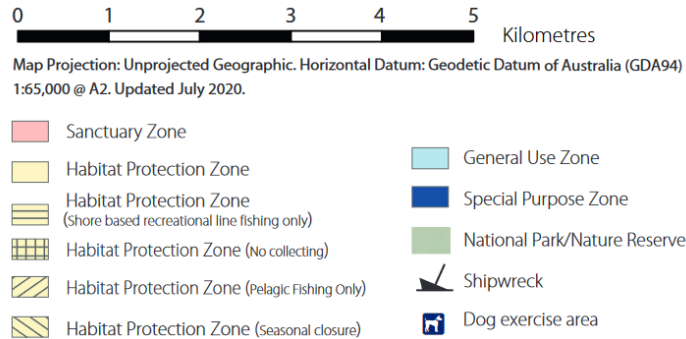 0 1 2 3 4 5
Kilometres
Map Projection: Unprojected Geographic. Horizontal Datum: Geodetic Datum of Australia (GDA94)
1:65,000 @ A2. Updated July 2020.
Sanctuary Zone
Habitat Protection Zone
Habitat Protection Zone
(Shore based recreational line fishing only)
Habitat Protection Zone (No collecting)
Habitat Protection Zone (Pelagic Fishing Only)
Habitat Protection Zone (Seasonal closure)
General Use Zone
Special Purpose Zone
National Park/Nature Reserve
Shipwreck
Dog exercise area